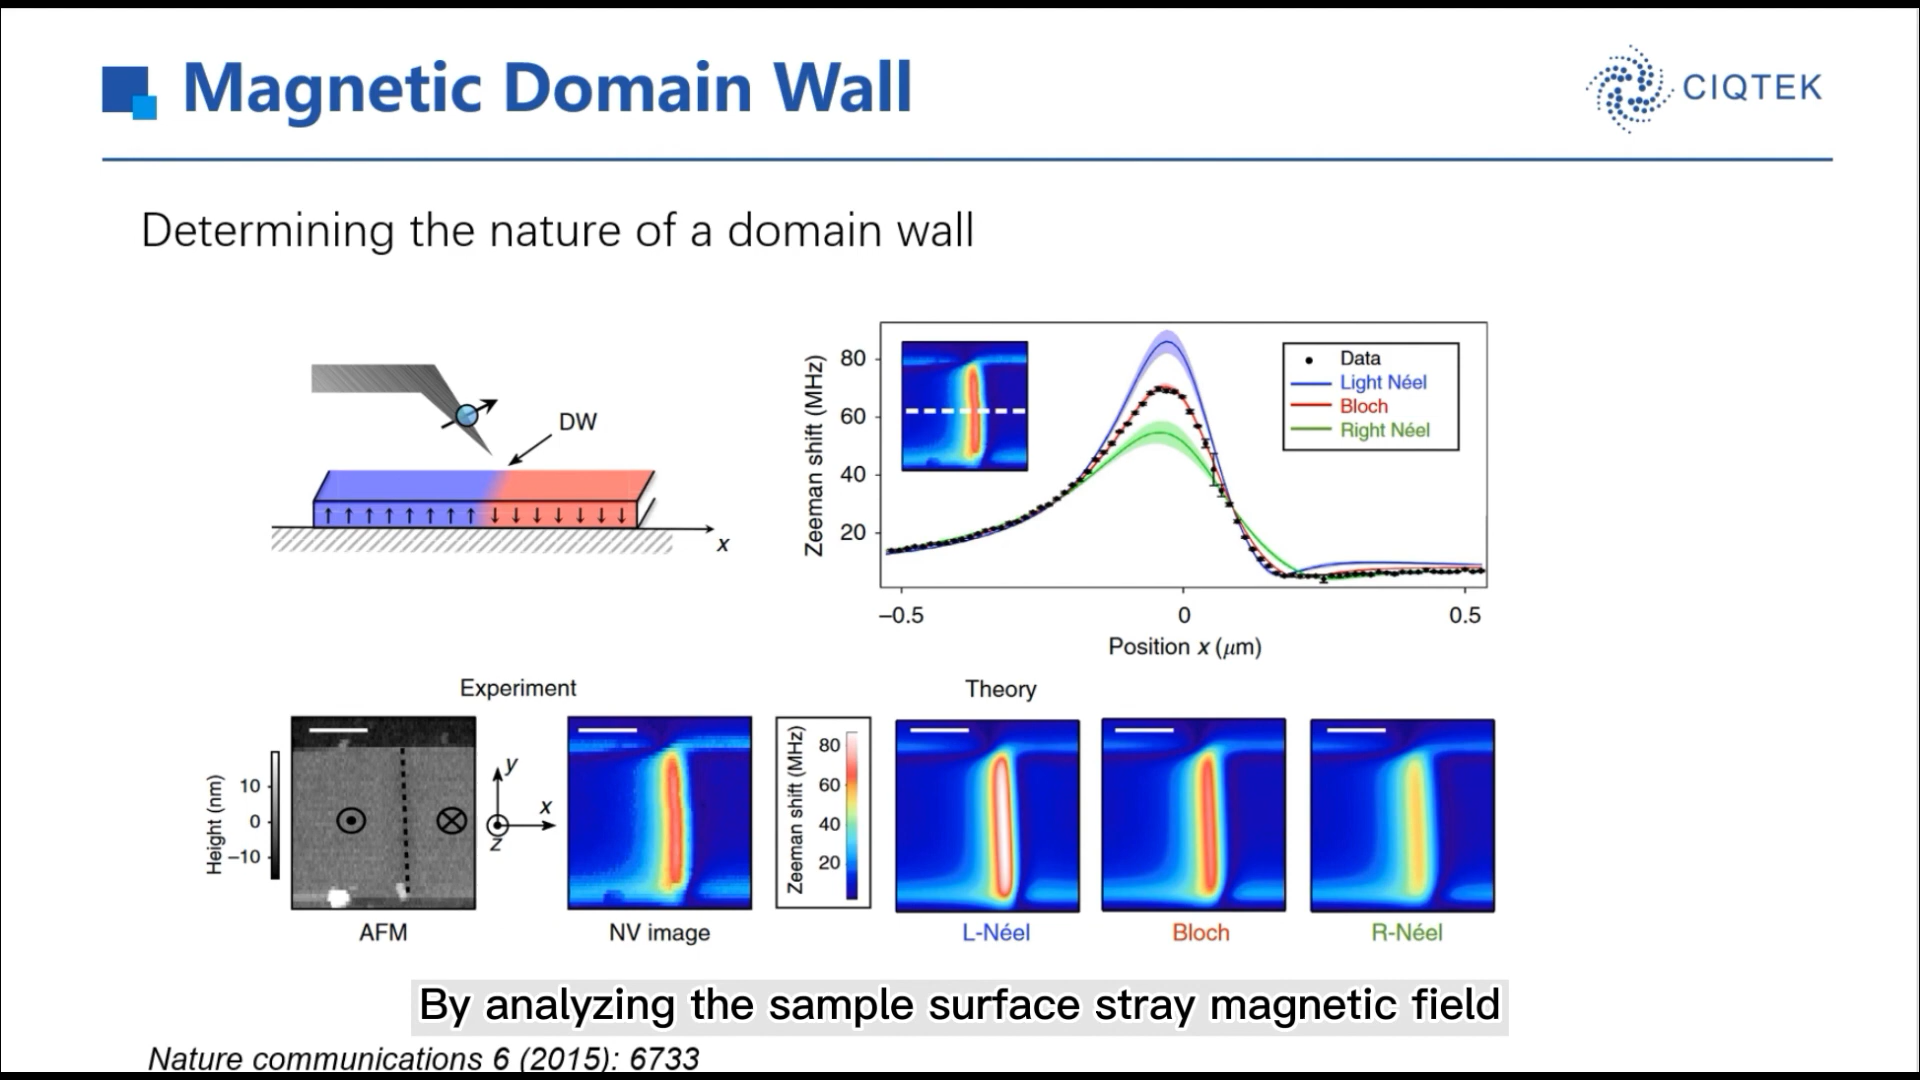 Magnetic Domain Wall
CIQTEK
Determining the nature of a domain wall
DW
x
Zeeman shift (MHz)
80
60
40
20
−0.5
0
0.5
Position x (μm)
Data
Light Néel
Bloch
Right Néel
Experiment
Theory
Height (nm)
10
0
−10
y
x
z
Zeeman shift (MHz)
80
60
40
20
AFM
NV image
L-Néel
Bloch
R-Néel
By analyzing the sample surface stray magnetic field
Nature communications 6 (2015): 6733